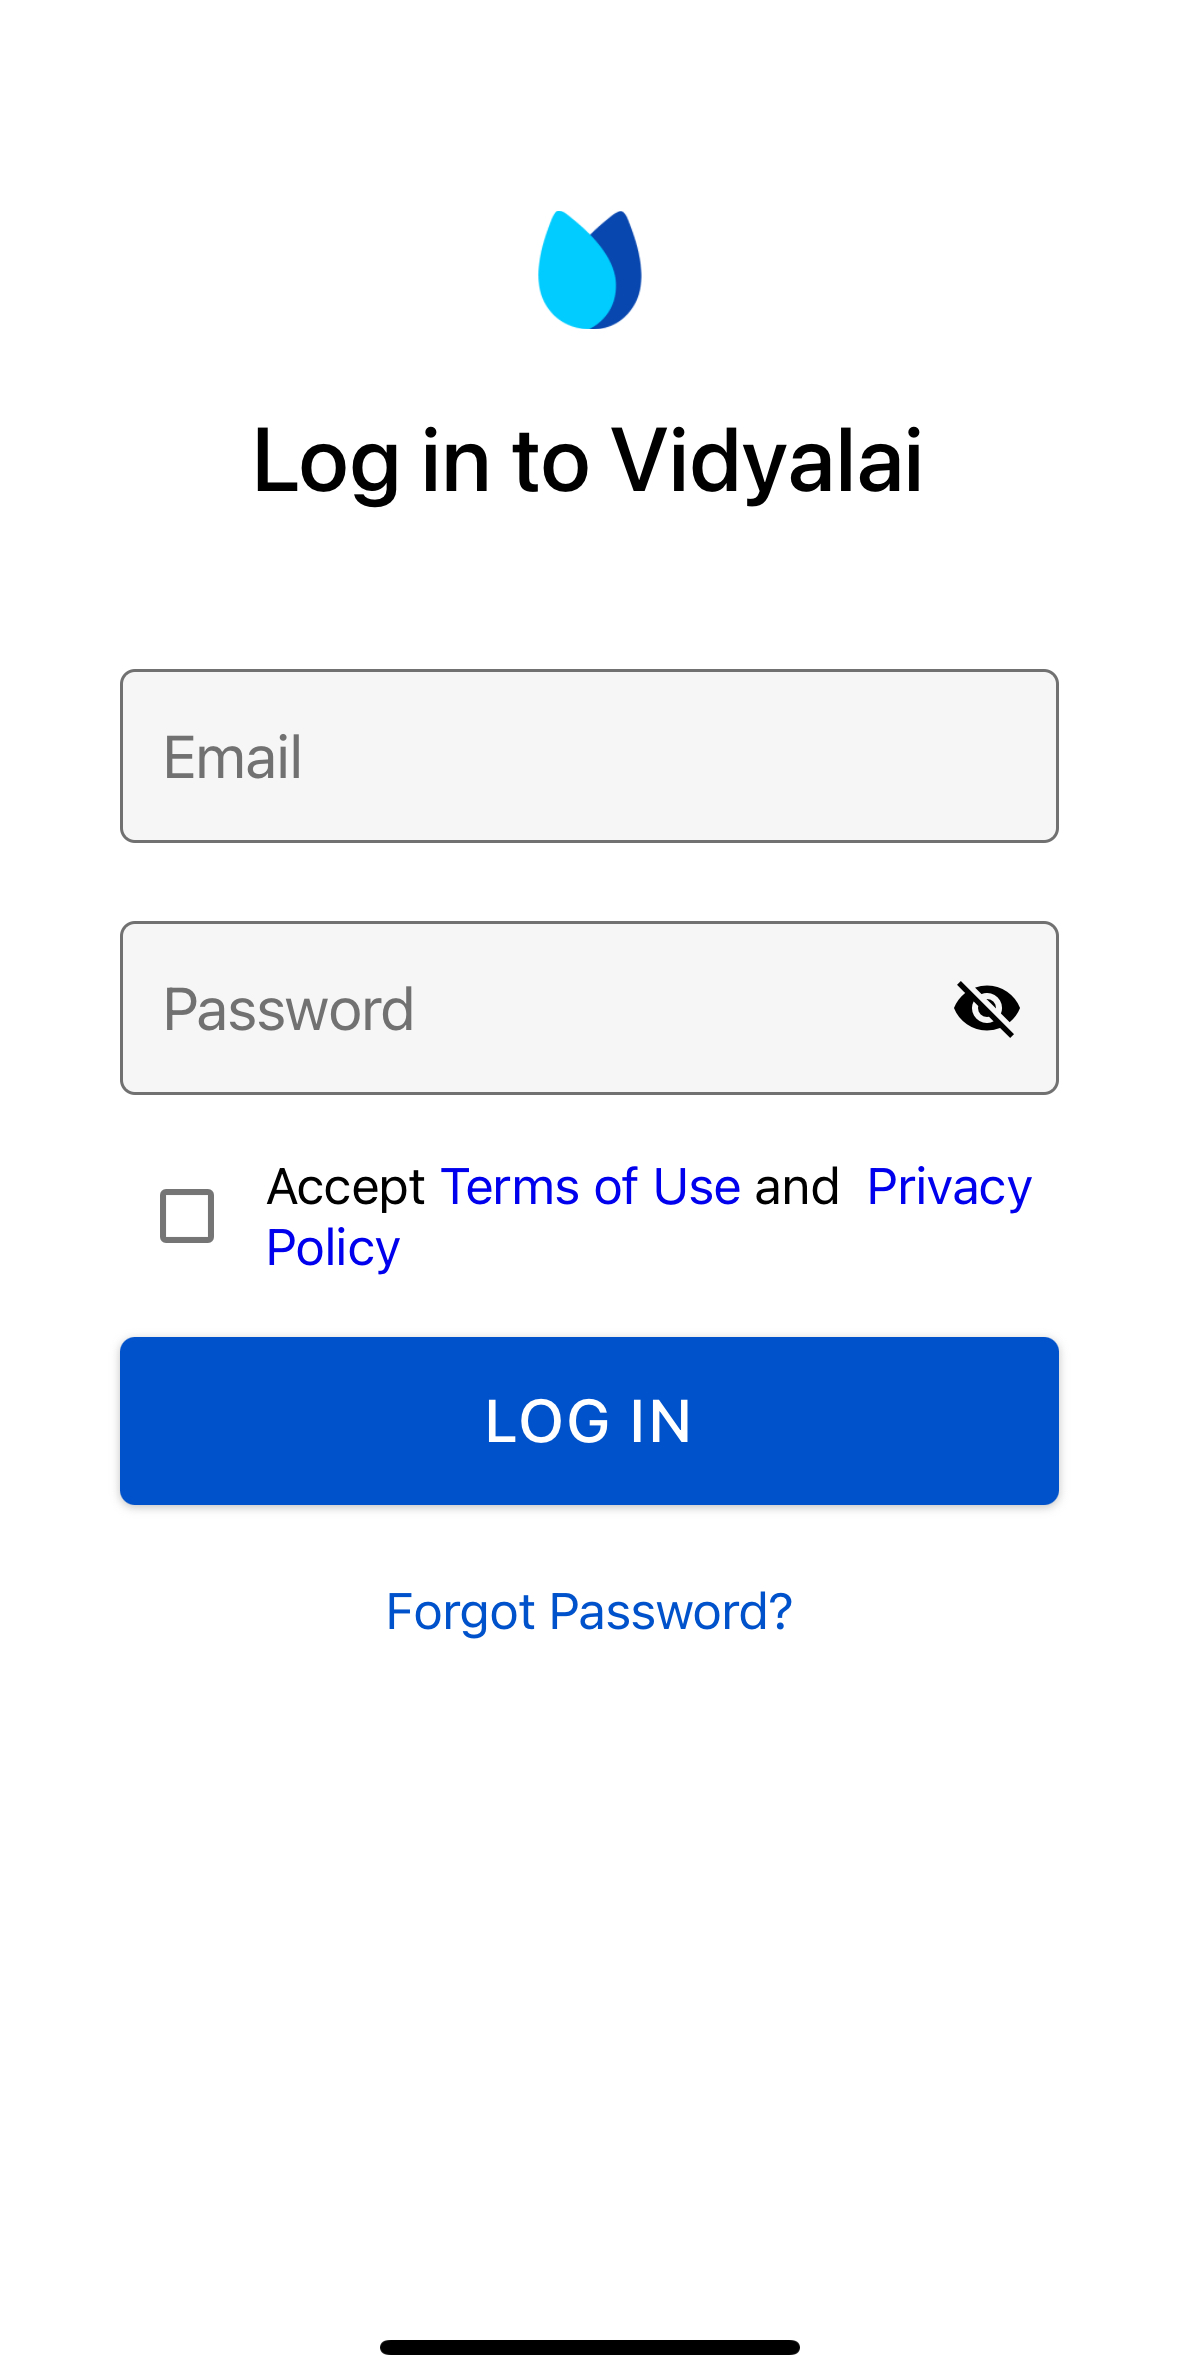 Log in to Vidyalai
Email
Password
Accept Terms of Use and Privacy
Policy
LOG IN
Forgot Password?